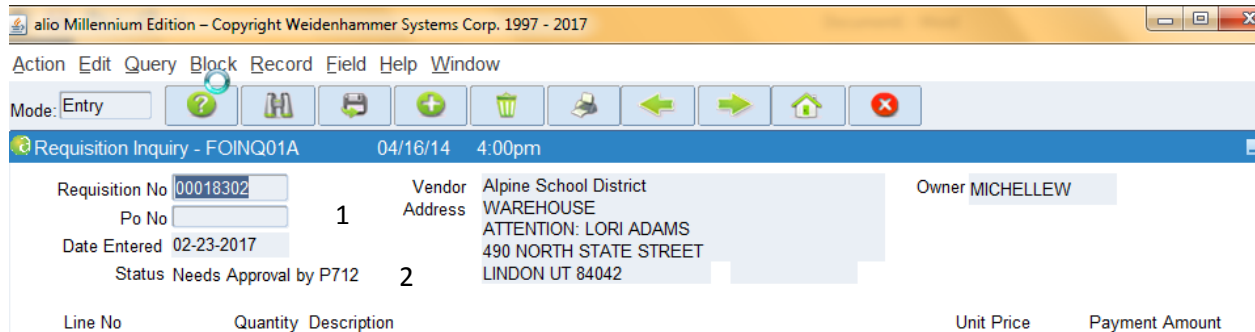 alio Millennium Edition – Copyright Weidenhammer Systems Corp. 1997 - 2017
Action Edit Query Block Record Field Help Window
Mode: Entry
Requisition Inquiry - FOINQ01A 04/16/14 4:00pm
Requisition No 00018302 Vendor Alpine School District Owner MICHELLEW
Po No 1 Address WAREHOUSE
ATTENTION: LORI ADAMS
Date Entered 02-23-2017 490 NORTH STATE STREET
Status Needs Approval by P712 2 LINDON UT 84042
Line No Quantity Description Unit Price Payment Amount